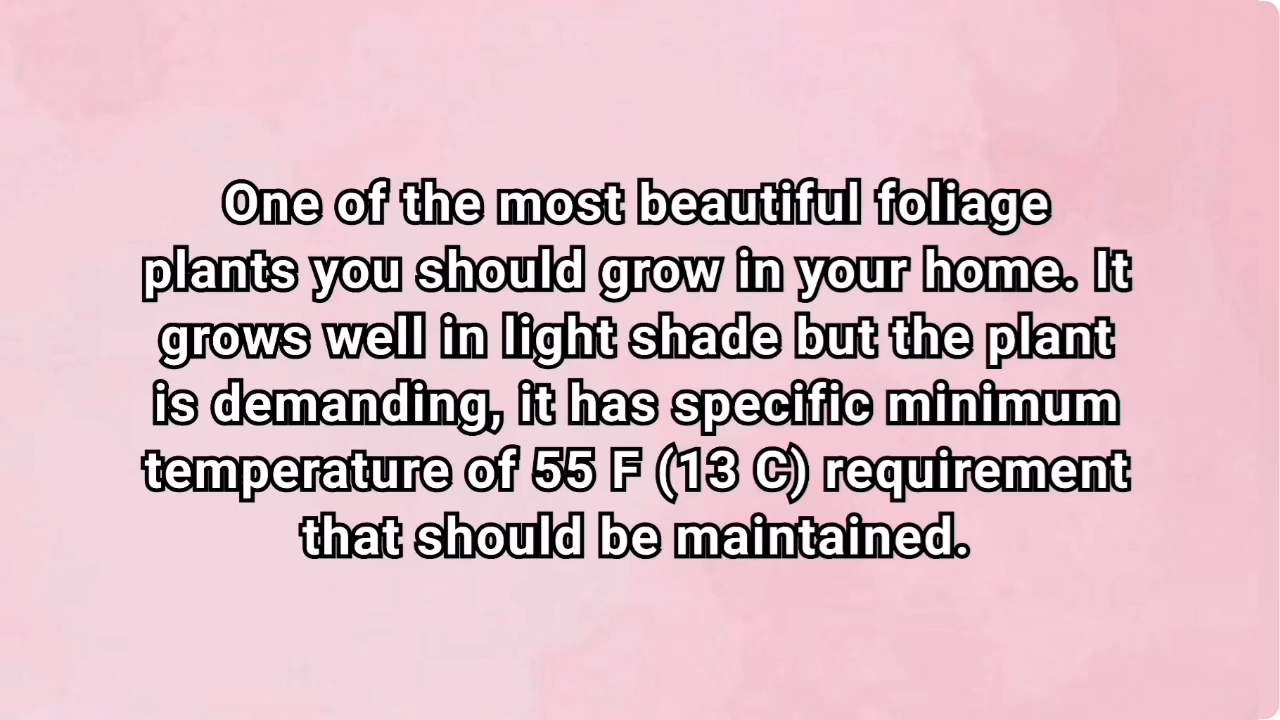 One of the most beautiful foliage
plants you should grow in your home. It
grows well in light shade but the plant
is demanding, it has specific minimum
temperature of 55 F (13 C) requirement
that should be maintained.